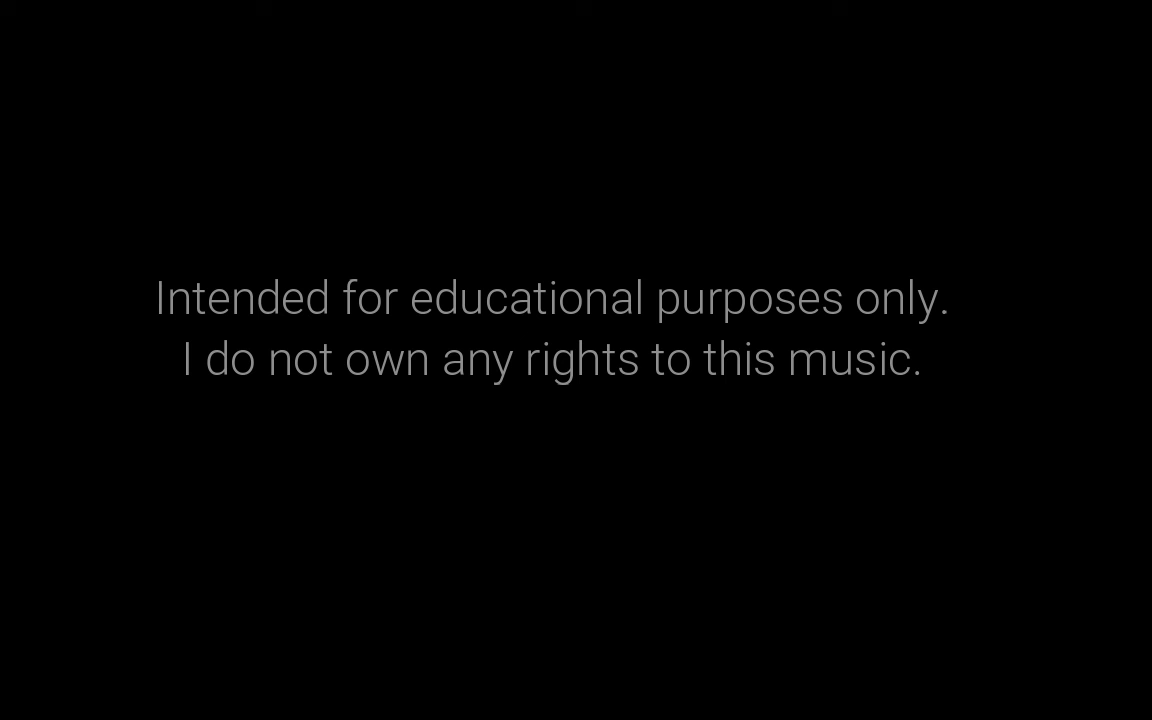 Intended for educational purposes only.
I do not own any rights to this music.